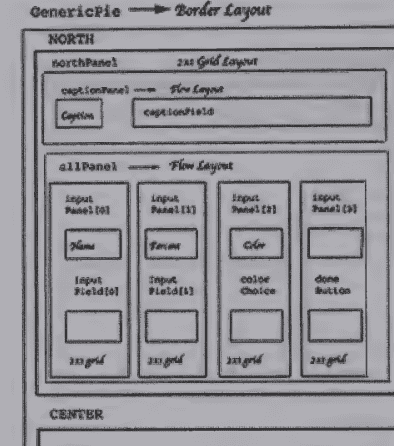 GenericPie → Border Layout
NORTH
northPanel 2x1 Grid Layout
captionPanel → Flow Layout
Caption captionField
allPanel → Flow Layout
input Panel[0] input Panel[1] input Panel[2] input Panel[3]
Name Percent Color
input Field[0] input Field[1] color Choice done Button
2x1 grid 2x1 grid 2x1 grid 2x1 grid
CENTER